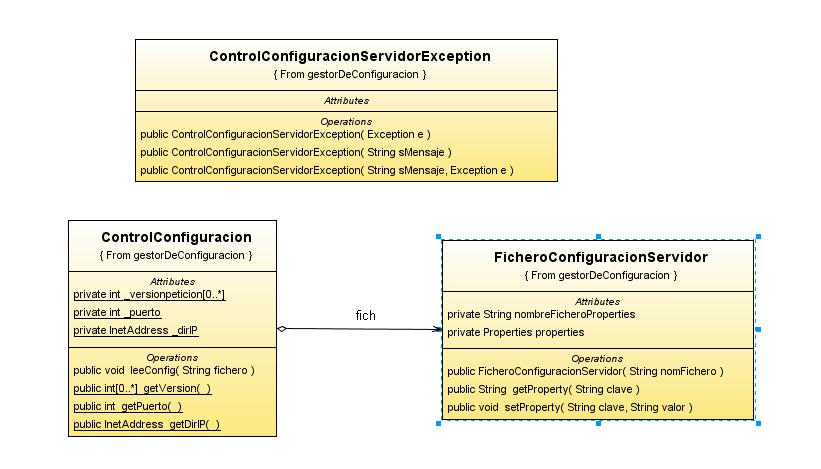 ControlConfiguracionServidorException
{ From gestorDeConfiguracion }
Attributes
Operations
public ControlConfiguracionServidorException( Exception e )
public ControlConfiguracionServidorException( String sMensaje )
public ControlConfiguracionServidorException( String sMensaje, Exception e )
ControlConfiguracion
{ From gestorDeConfiguracion }
Attributes
private int _versionpeticion[0..*]
private int _puerto
private InetAddress _dirIP
Operations
public void leeConfig( String fichero )
public int[0..*] getVersion( )
public int getPuerto( )
public InetAddress getDirIP( )
fich
FicheroConfiguracionServidor
{ From gestorDeConfiguracion }
Attributes
private String nombreFicheroProperties
private Properties properties
Operations
public FicheroConfiguracionServidor( String nomFichero )
public String getProperty( String clave )
public void setProperty( String clave, String valor )